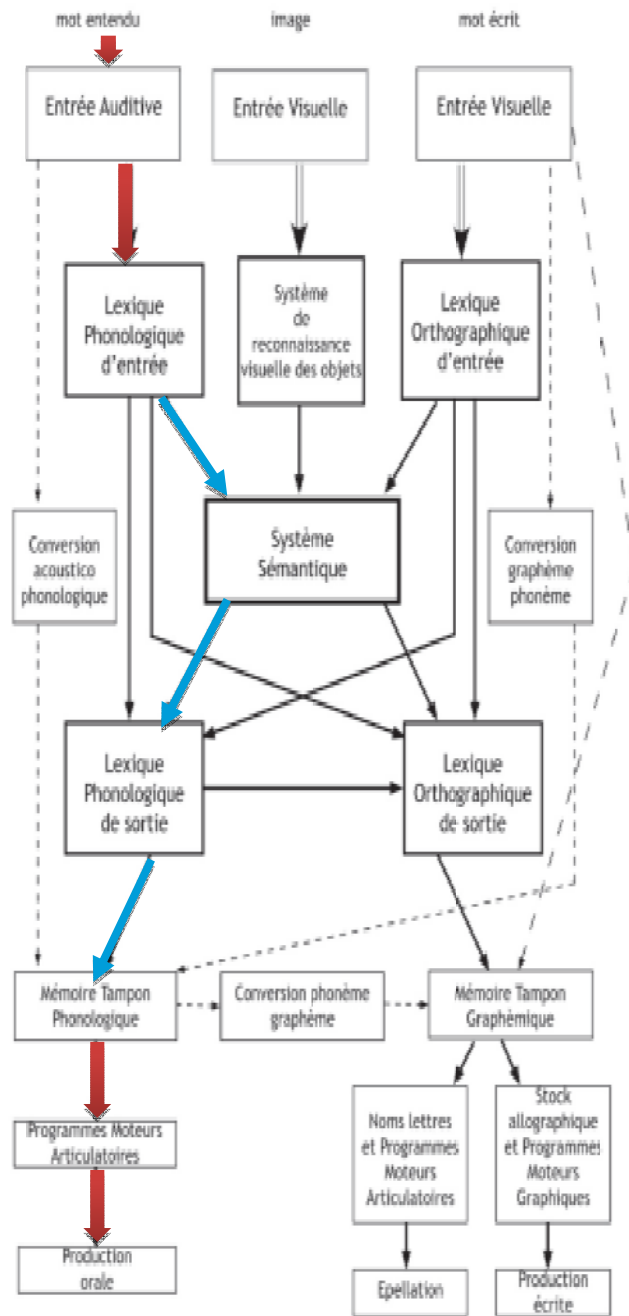 mot entendu
image
mot écrit
Entrée Auditive
Entrée Visuelle
Entrée Visuelle
Lexique
Phonologique
d'entrée
Système
de
reconnaissance
visuelle des objets
Lexique
Orthographique
d'entrée
Conversion
acoustico
phonologique
Système
Sémantique
Conversion
graphème
phonème
Lexique
Phonologique
de sortie
Lexique
Orthographique
de sortie
Mémoire Tampon
Phonologique
Conversion phonème
graphème
Mémoire Tampon
Graphèmique
Programmes Moteurs
Articulatoires
Noms lettres
et Programmes
Moteurs
Articulatoires
Stock
allographique
et Programmes
Moteurs
Graphiques
Production
orale
Epellation
Production
écrite